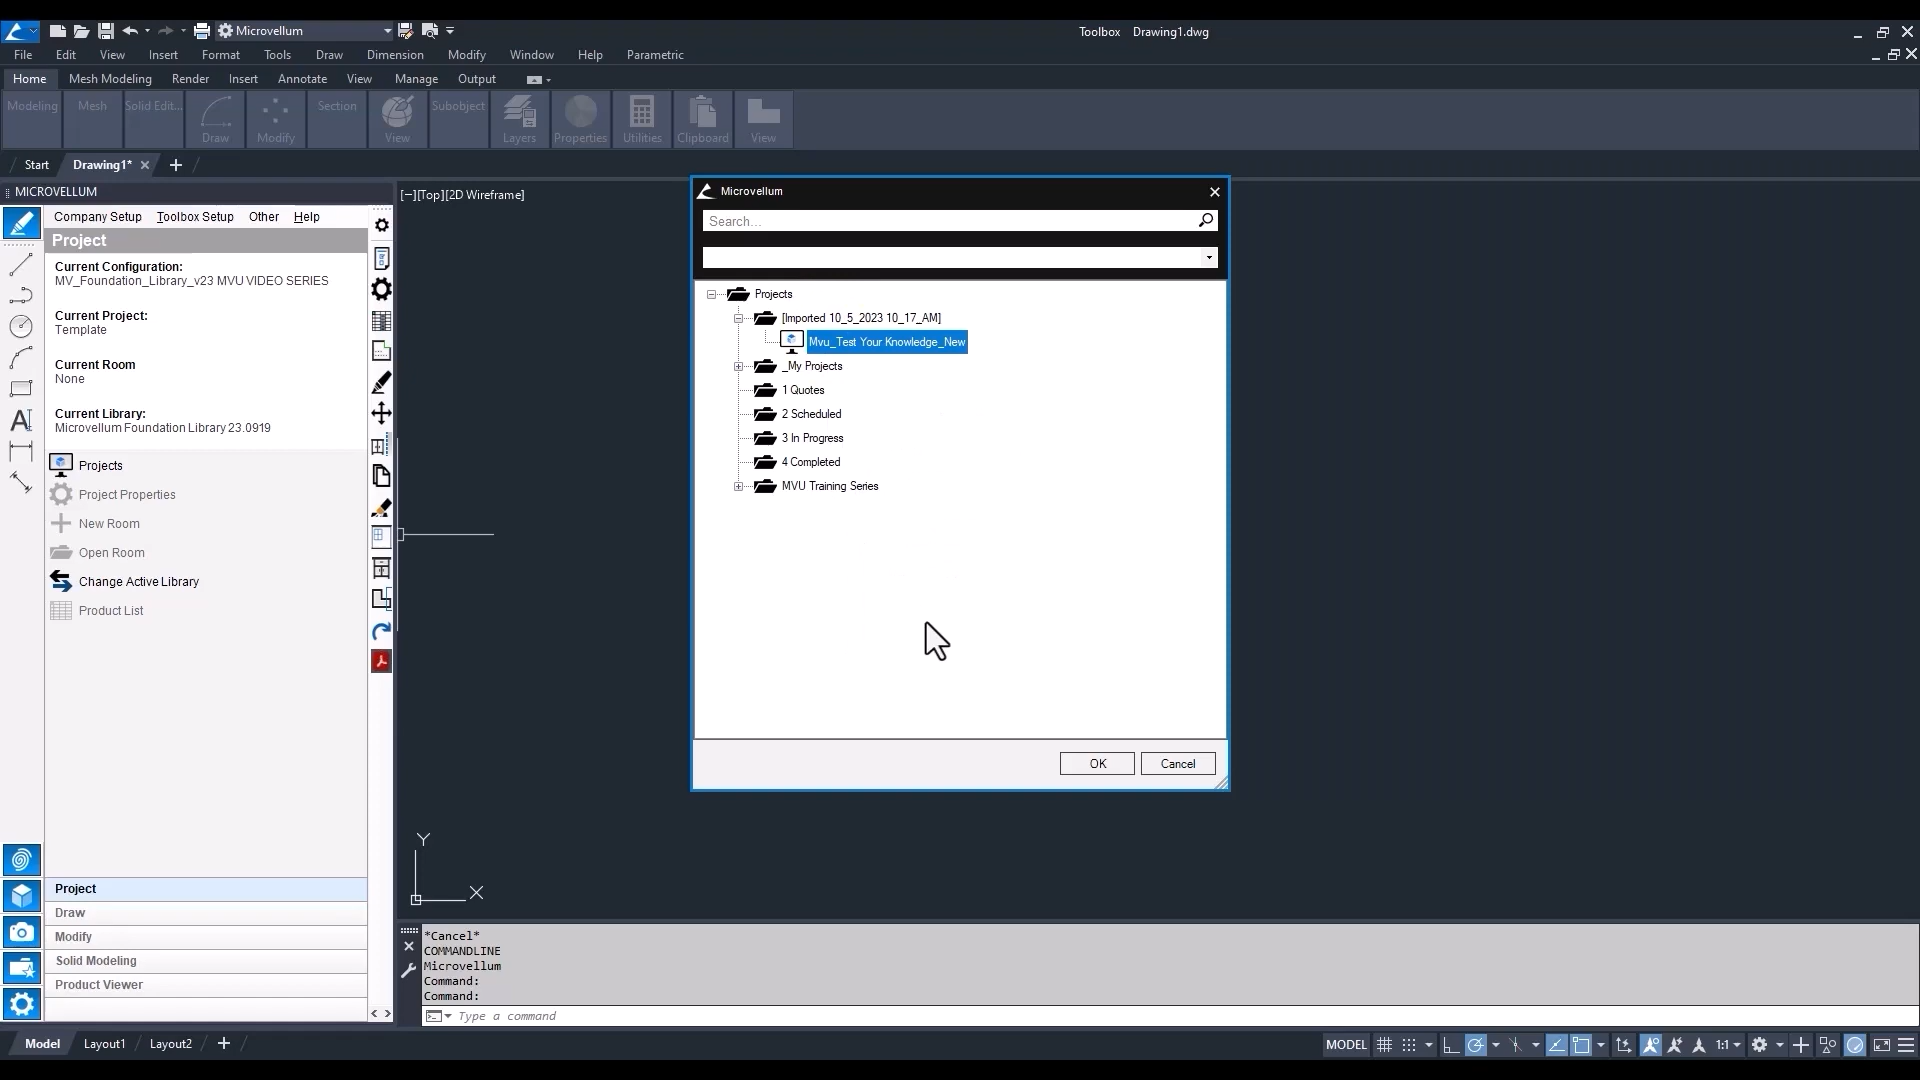 Microvellum
Toolbox Drawing1.dwg
File Edit View Insert Format Tools Draw Dimension Modify Window Help Parametric
Home Mesh Modeling Render Insert Annotate View Manage Output
Modeling Mesh Solid Edit... Section Subobject
Draw Modify View Layers Properties Utilities Clipboard View
Start Drawing1* +
MICROVELLUM
[−][Top][2D Wireframe]
Company Setup Toolbox Setup Other Help
Project
Current Configuration:
MV_Foundation_Library_v23 MVU VIDEO SERIES
Current Project:
Template
Current Room
None
Current Library:
Microvellum Foundation Library 23.0919
Projects
Project Properties
New Room
Open Room
Change Active Library
Product List
Project
Draw
Modify
Solid Modeling
Product Viewer
Microvellum
Search...
Projects
[Imported 10_5_2023 10_17_AM]
Mvu_Test Your Knowledge_New
_My Projects
1 Quotes
2 Scheduled
3 In Progress
4 Completed
MVU Training Series
OK Cancel
Y
X
*Cancel*
COMMANDLINE
Microvellum
Command:
Command:
Type a command
Model Layout1 Layout2 +
MODEL 1:1